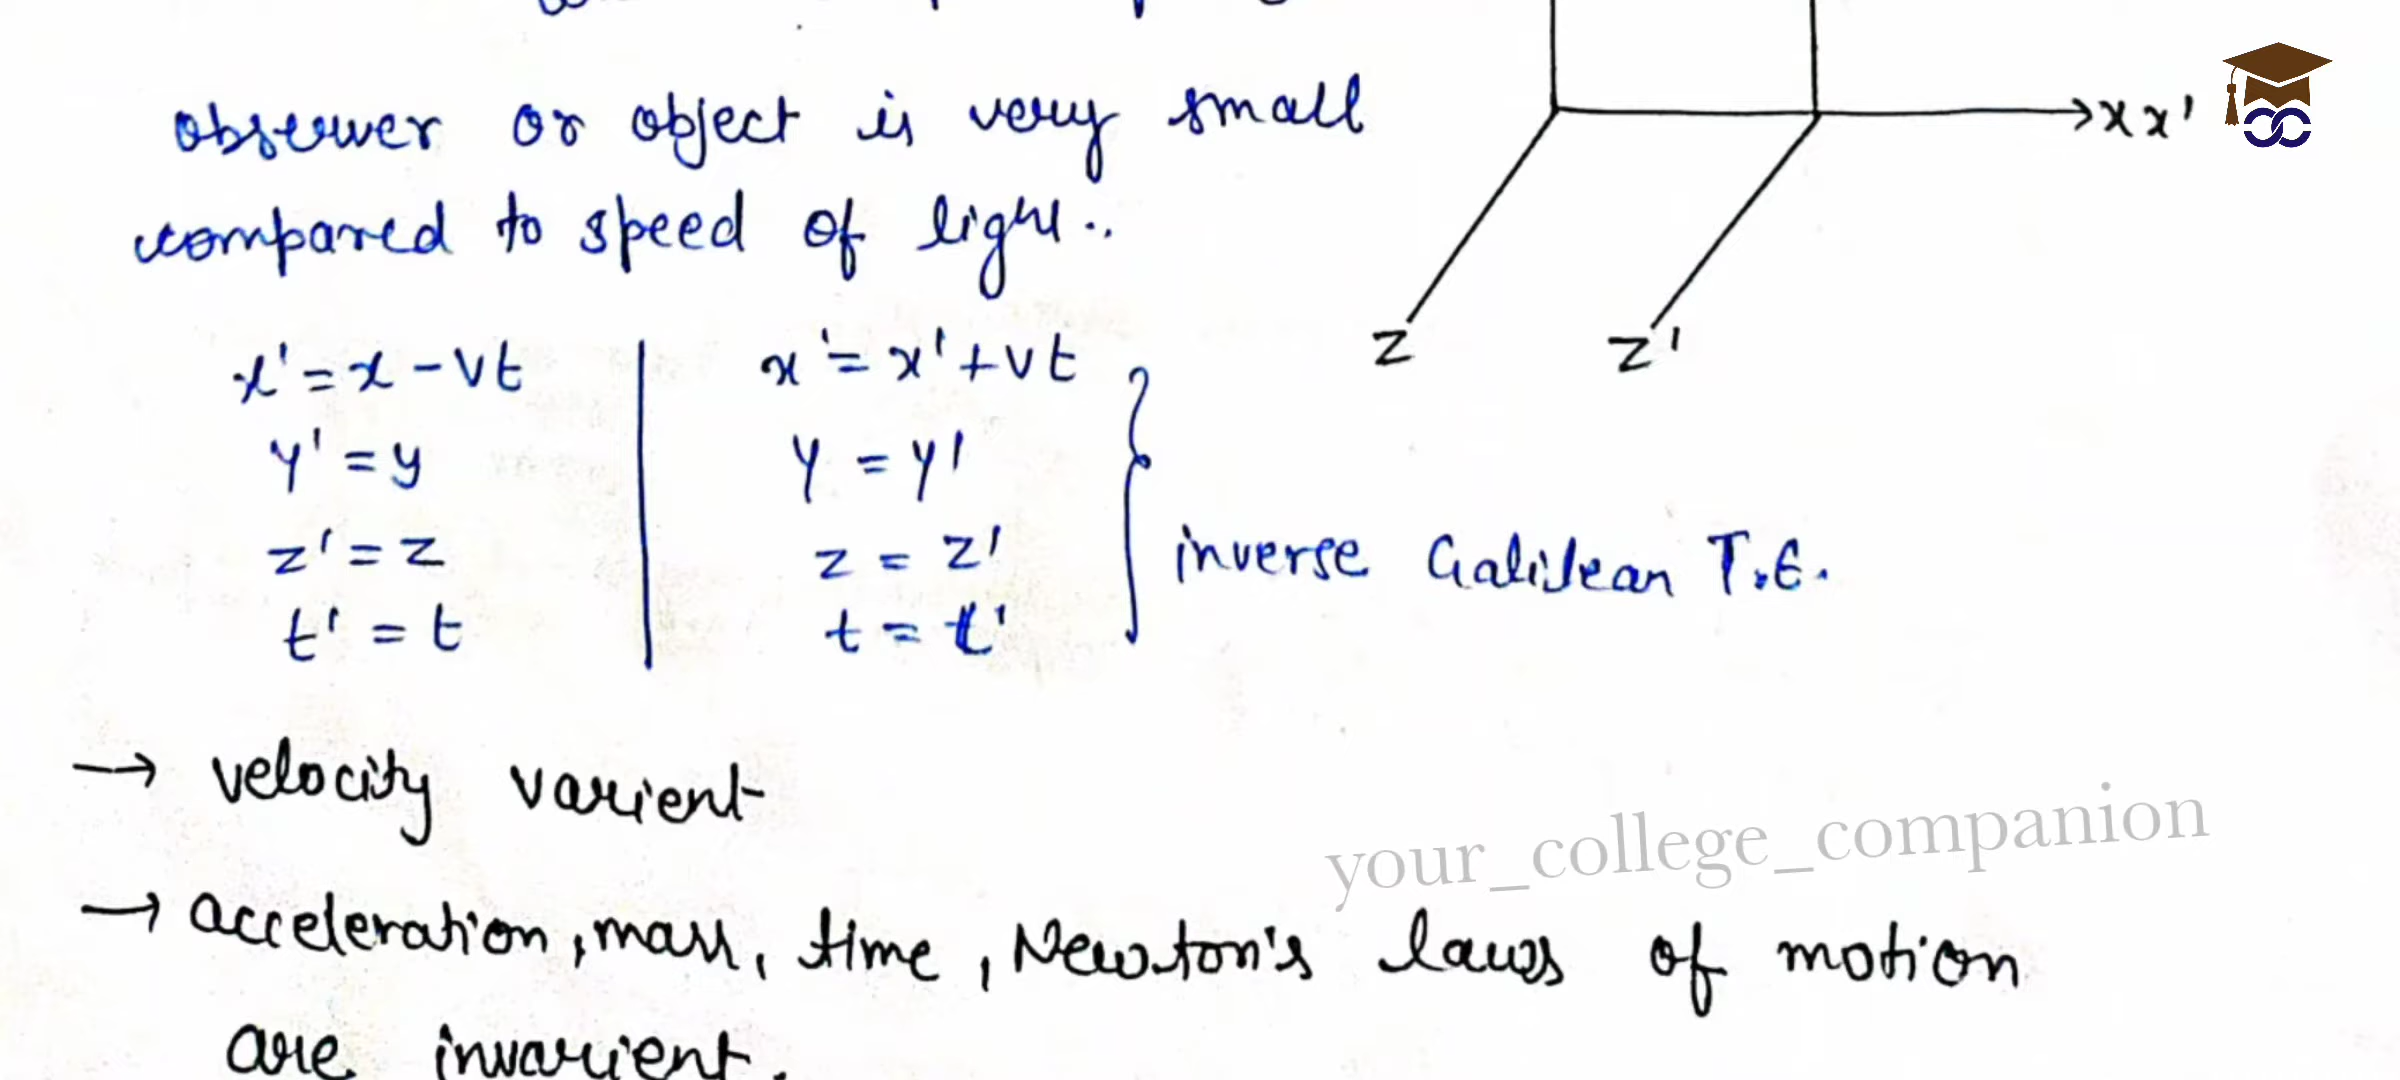 observer or object is very small
compared to speed of light..
x x'
z
z'
x' = x - vt
y' = y
z' = z
t' = t
x' = x' + vt
y = y'
z = z'
t = t'
inverse Galilean T.E.
→ velocity varient
your_college_companion
→ acceleration, mass, time, Newton's laws of motion
are invarient.